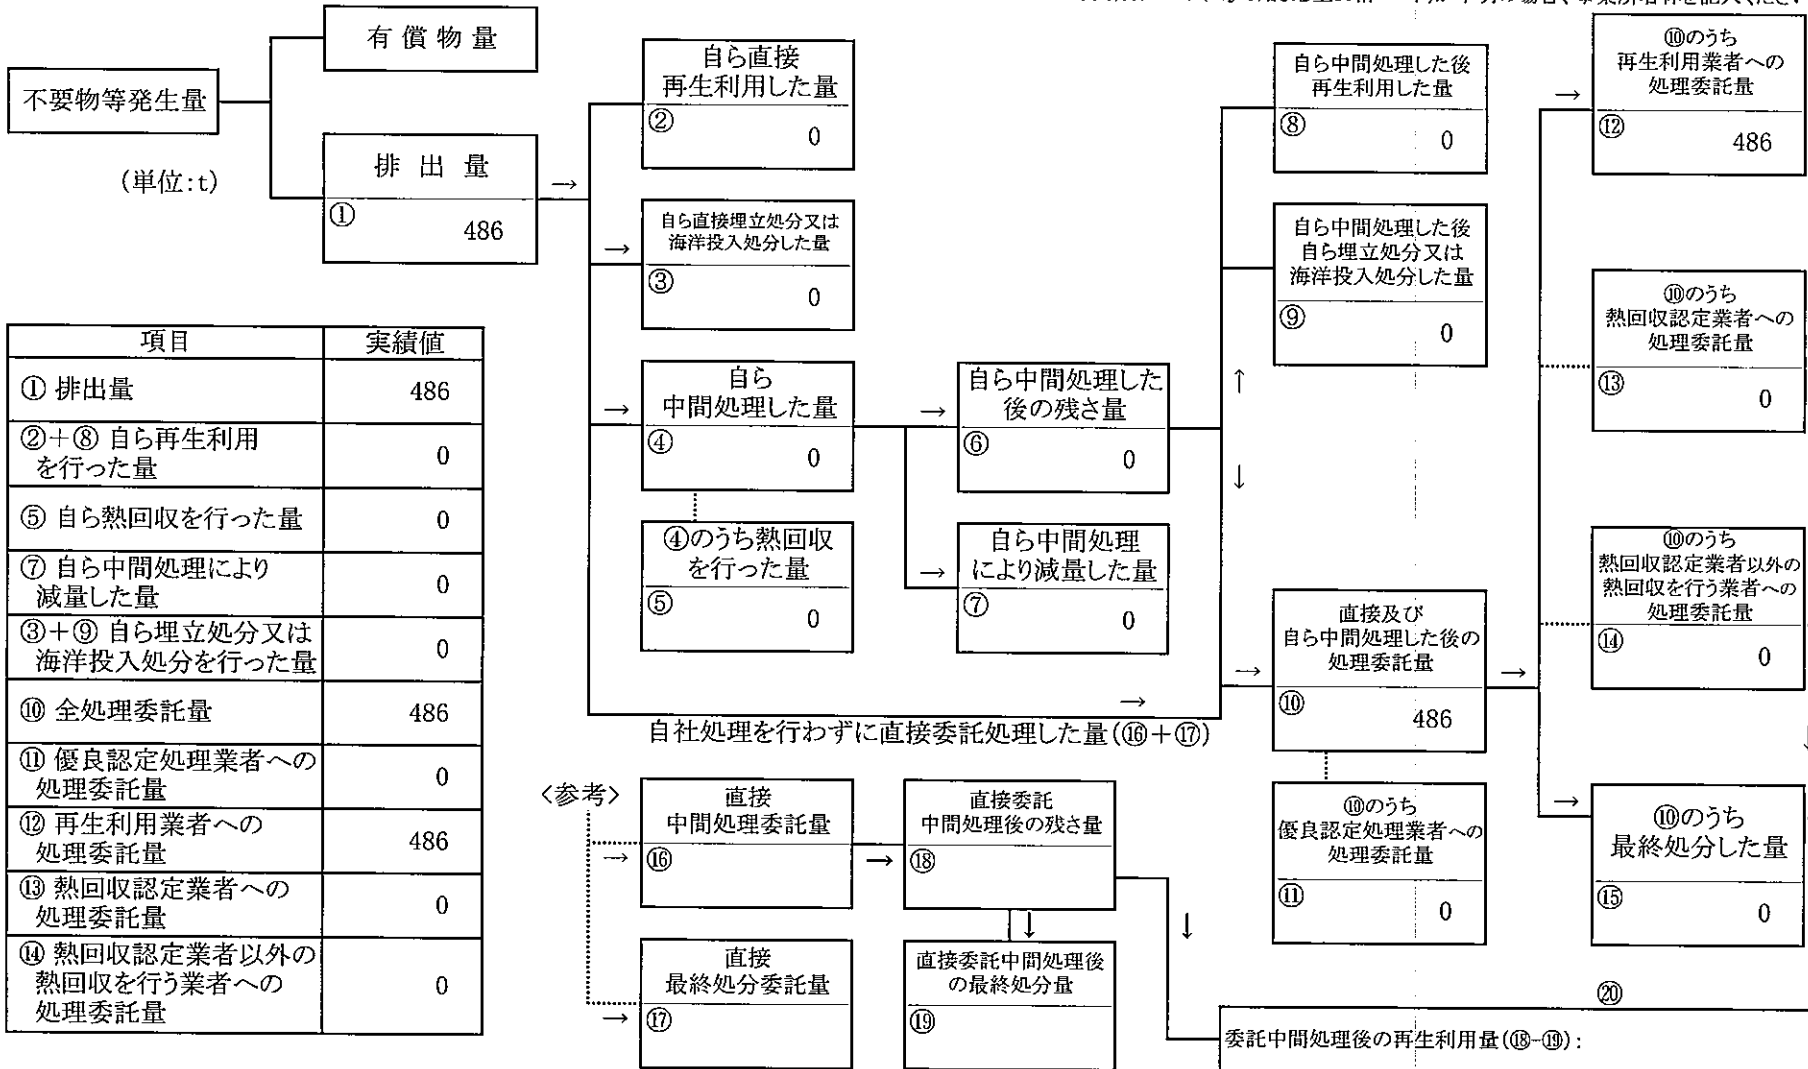 不要物等発生量
(単位:t)
有償物量
排出量
①
486
自ら直接
再生利用した量
②
0
自ら直接埋立処分又は
海洋投入処分した量
③
0
自ら
中間処理した量
④
0
④のうち熱回収
を行った量
⑤
0
自ら中間処理した
後の残さ量
⑥
0
自ら中間処理
により減量した量
⑦
0
自ら中間処理した後
再生利用した量
⑧
0
自ら中間処理した後
自ら埋立処分又は
海洋投入処分した量
⑨
0
直接及び
自ら中間処理した後の
処理委託量
⑩
486
⑩のうち
優良認定処理業者への
処理委託量
⑪
0
⑩のうち
再生利用業者への
処理委託量
⑫
486
⑩のうち
熱回収認定業者への
処理委託量
⑬
0
⑩のうち
熱回収認定業者以外の
熱回収を行う業者への
処理委託量
⑭
0
⑩のうち
最終処分した量
⑮
0
自社処理を行わずに直接委託処理した量(⑯+⑰)
<参考>
直接
中間処理委託量
⑯
直接
最終処分委託量
⑰
直接委託
中間処理後の残さ量
⑱
直接委託中間処理後
の最終処分量
⑲
⑳
委託中間処理後の再生利用量(⑱-⑲):
項目 実績値
① 排出量 486
②+⑧ 自ら再生利用
を行った量 0
⑤ 自ら熱回収を行った量 0
⑦ 自ら中間処理により
減量した量 0
③+⑨ 自ら埋立処分又は
海洋投入処分を行った量 0
⑩ 全処理委託量 486
⑪ 優良認定処理業者への
処理委託量 0
⑫ 再生利用業者への
処理委託量 486
⑬ 熱回収認定業者への
処理委託量 0
⑭ 熱回収認定業者以外の
熱回収を行う業者への
処理委託量 0